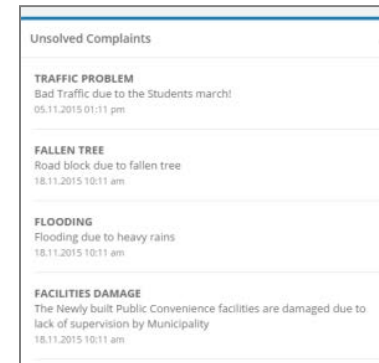 Unsolved Complaints
TRAFFIC PROBLEM
Bad Traffic due to the Students march!
05.11.2015 01:11 pm
FALLEN TREE
Road block due to fallen tree
18.11.2015 10:11 am
FLOODING
Flooding due to heavy rains
18.11.2015 10:11 am
FACILITIES DAMAGE
The Newly built Public Convenience facilities are damaged due to
lack of supervision by Municipality
18.11.2015 10:11 am